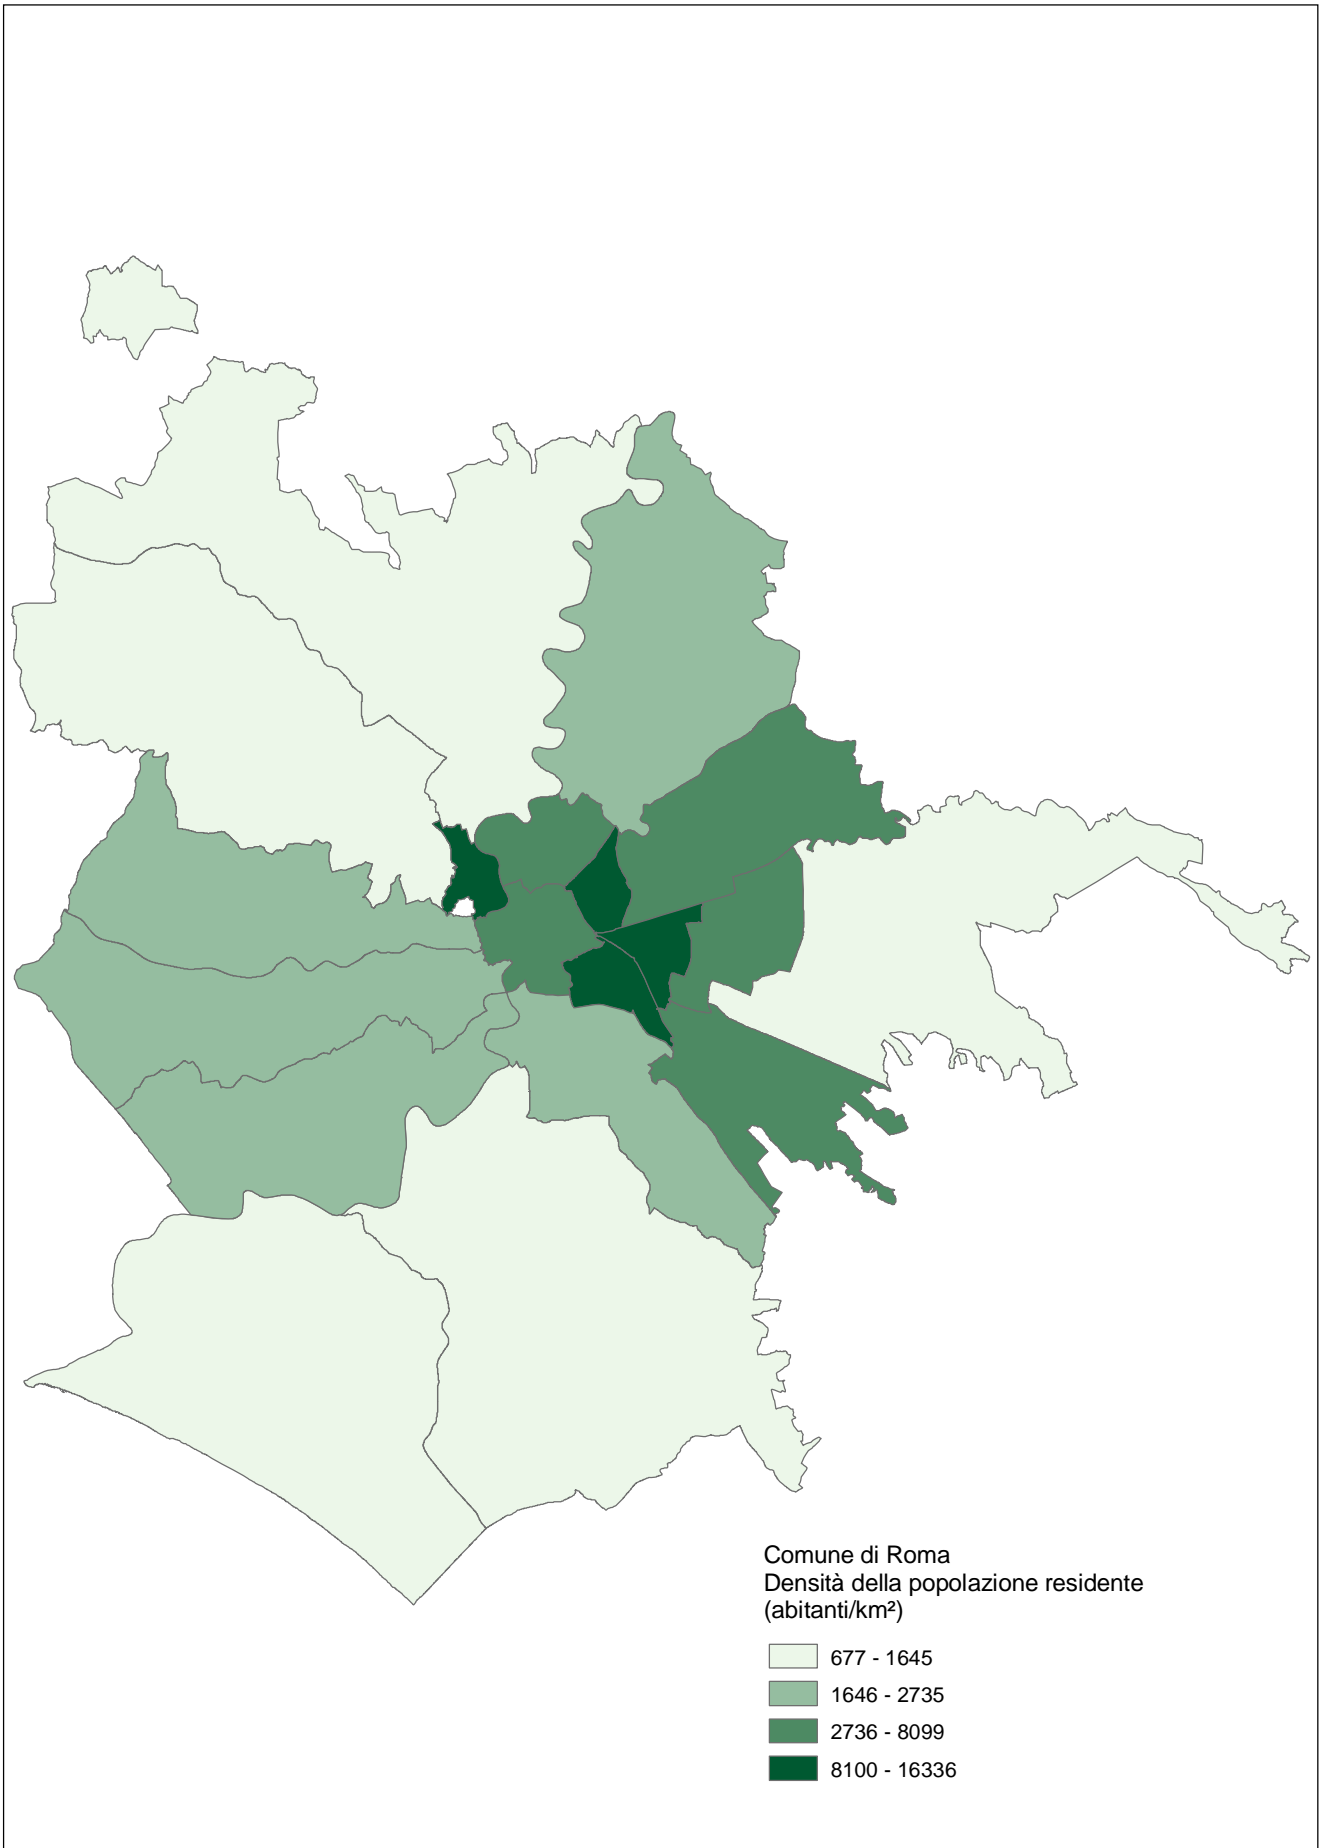 Comune di Roma
Densità della popolazione residente
(abitanti/km²)
677 - 1645
1646 - 2735
2736 - 8099
8100 - 16336